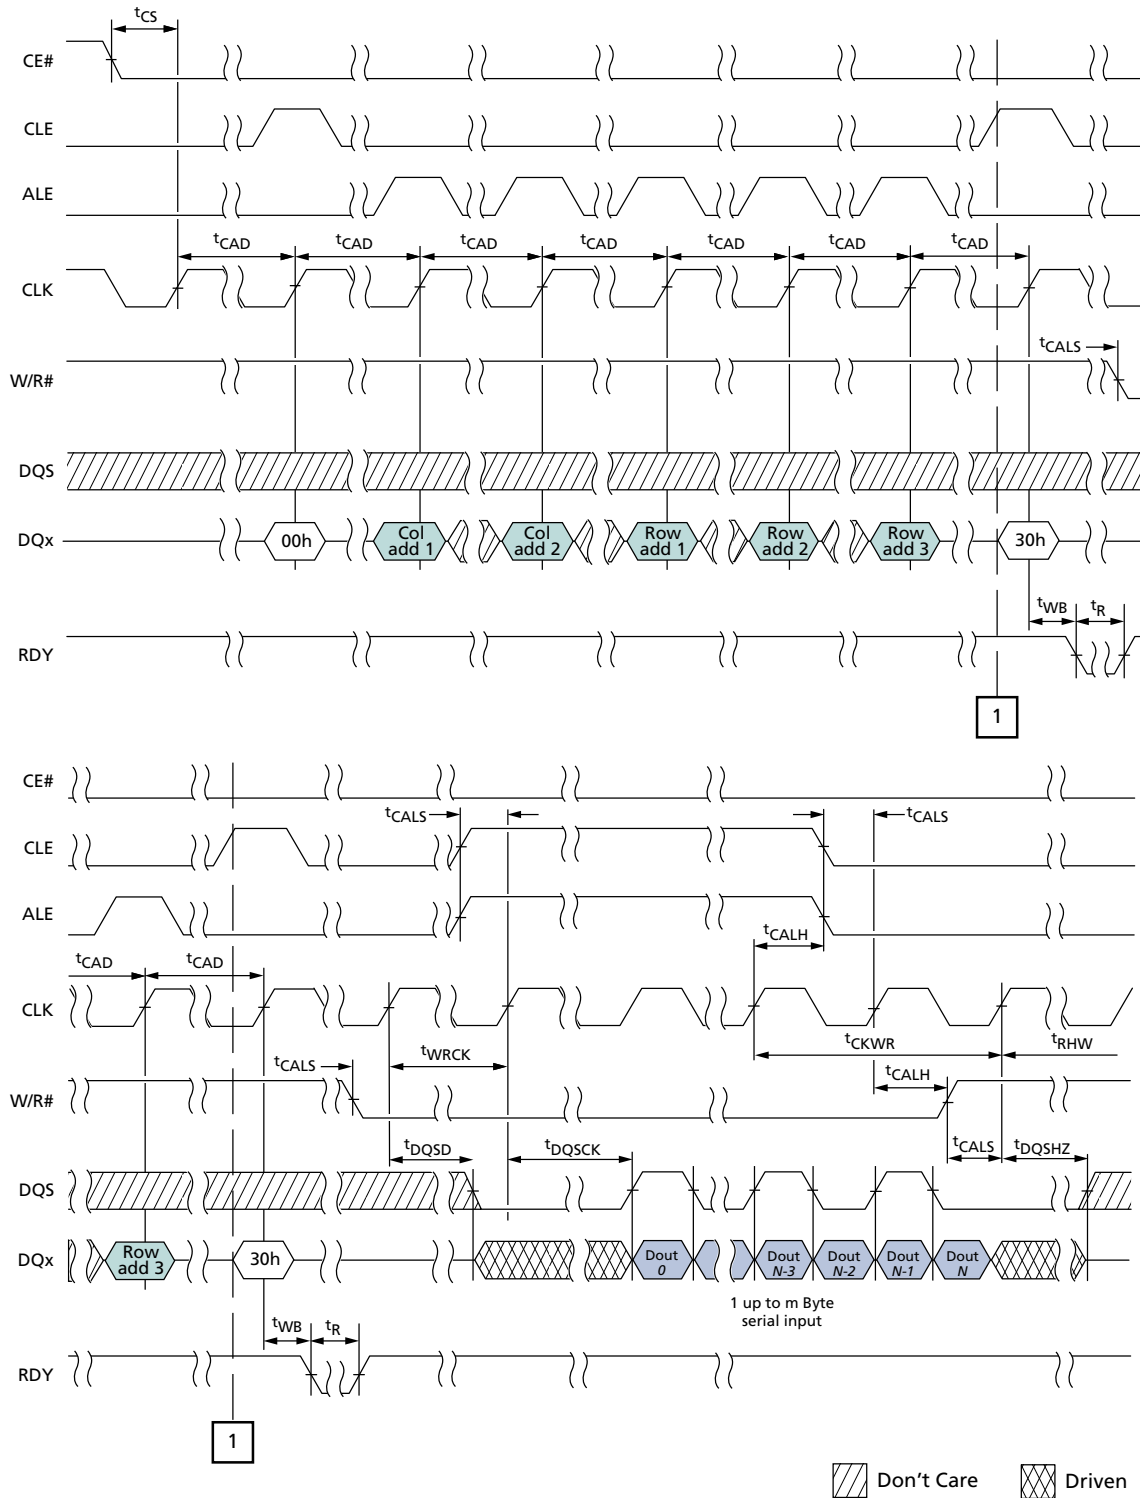 tCS
CE#
CLE
ALE
tCAD tCAD tCAD tCAD tCAD tCAD tCAD
CLK
tCALS
W/R#
DQS
DQx 00h Col add 1 Col add 2 Row add 1 Row add 2 Row add 3 30h
tWB tR
RDY
1
CE#
tCALS tCALS
CLE
ALE
tCALH
tCAD tCAD
CLK
tCKWR tRHW
tCALS tWRCK
tCALH
W/R#
tDQSD tDQSCK tCALS tDQSHZ
DQS
DQx Row add 3 30h Dout 0 Dout N-3 Dout N-2 Dout N-1 Dout N
1 up to m Byte
serial input
tWB tR
RDY
1
Don't Care Driven